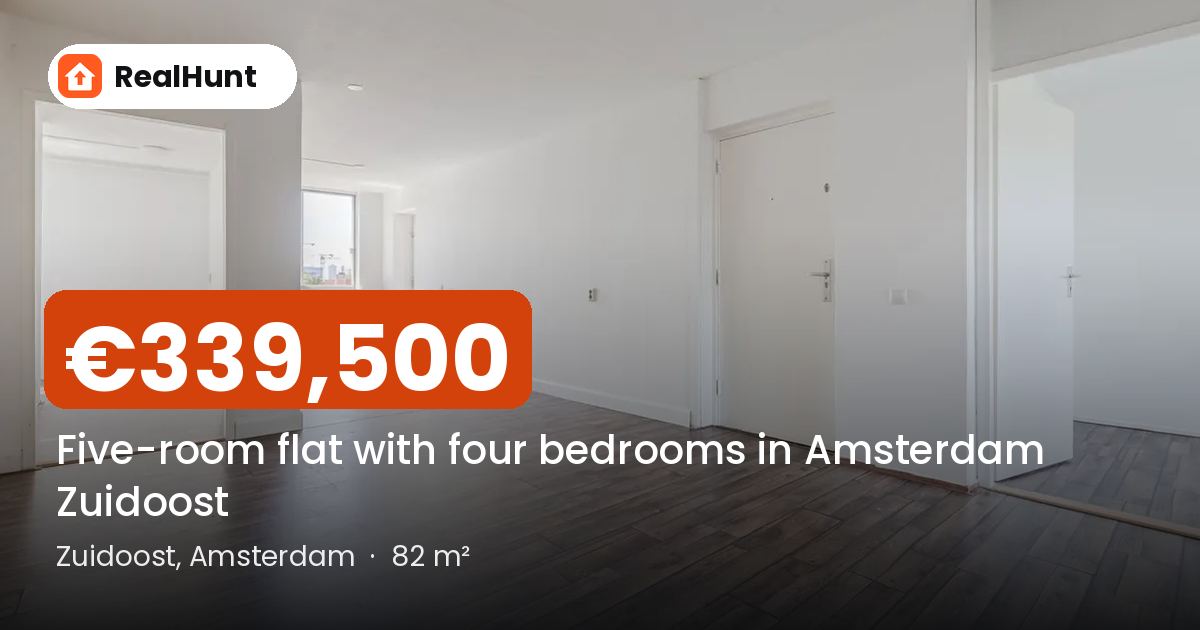 RealHunt
€339,500
Five-room flat with four bedrooms in Amsterdam
Zuidoost
Zuidoost, Amsterdam · 82 m²